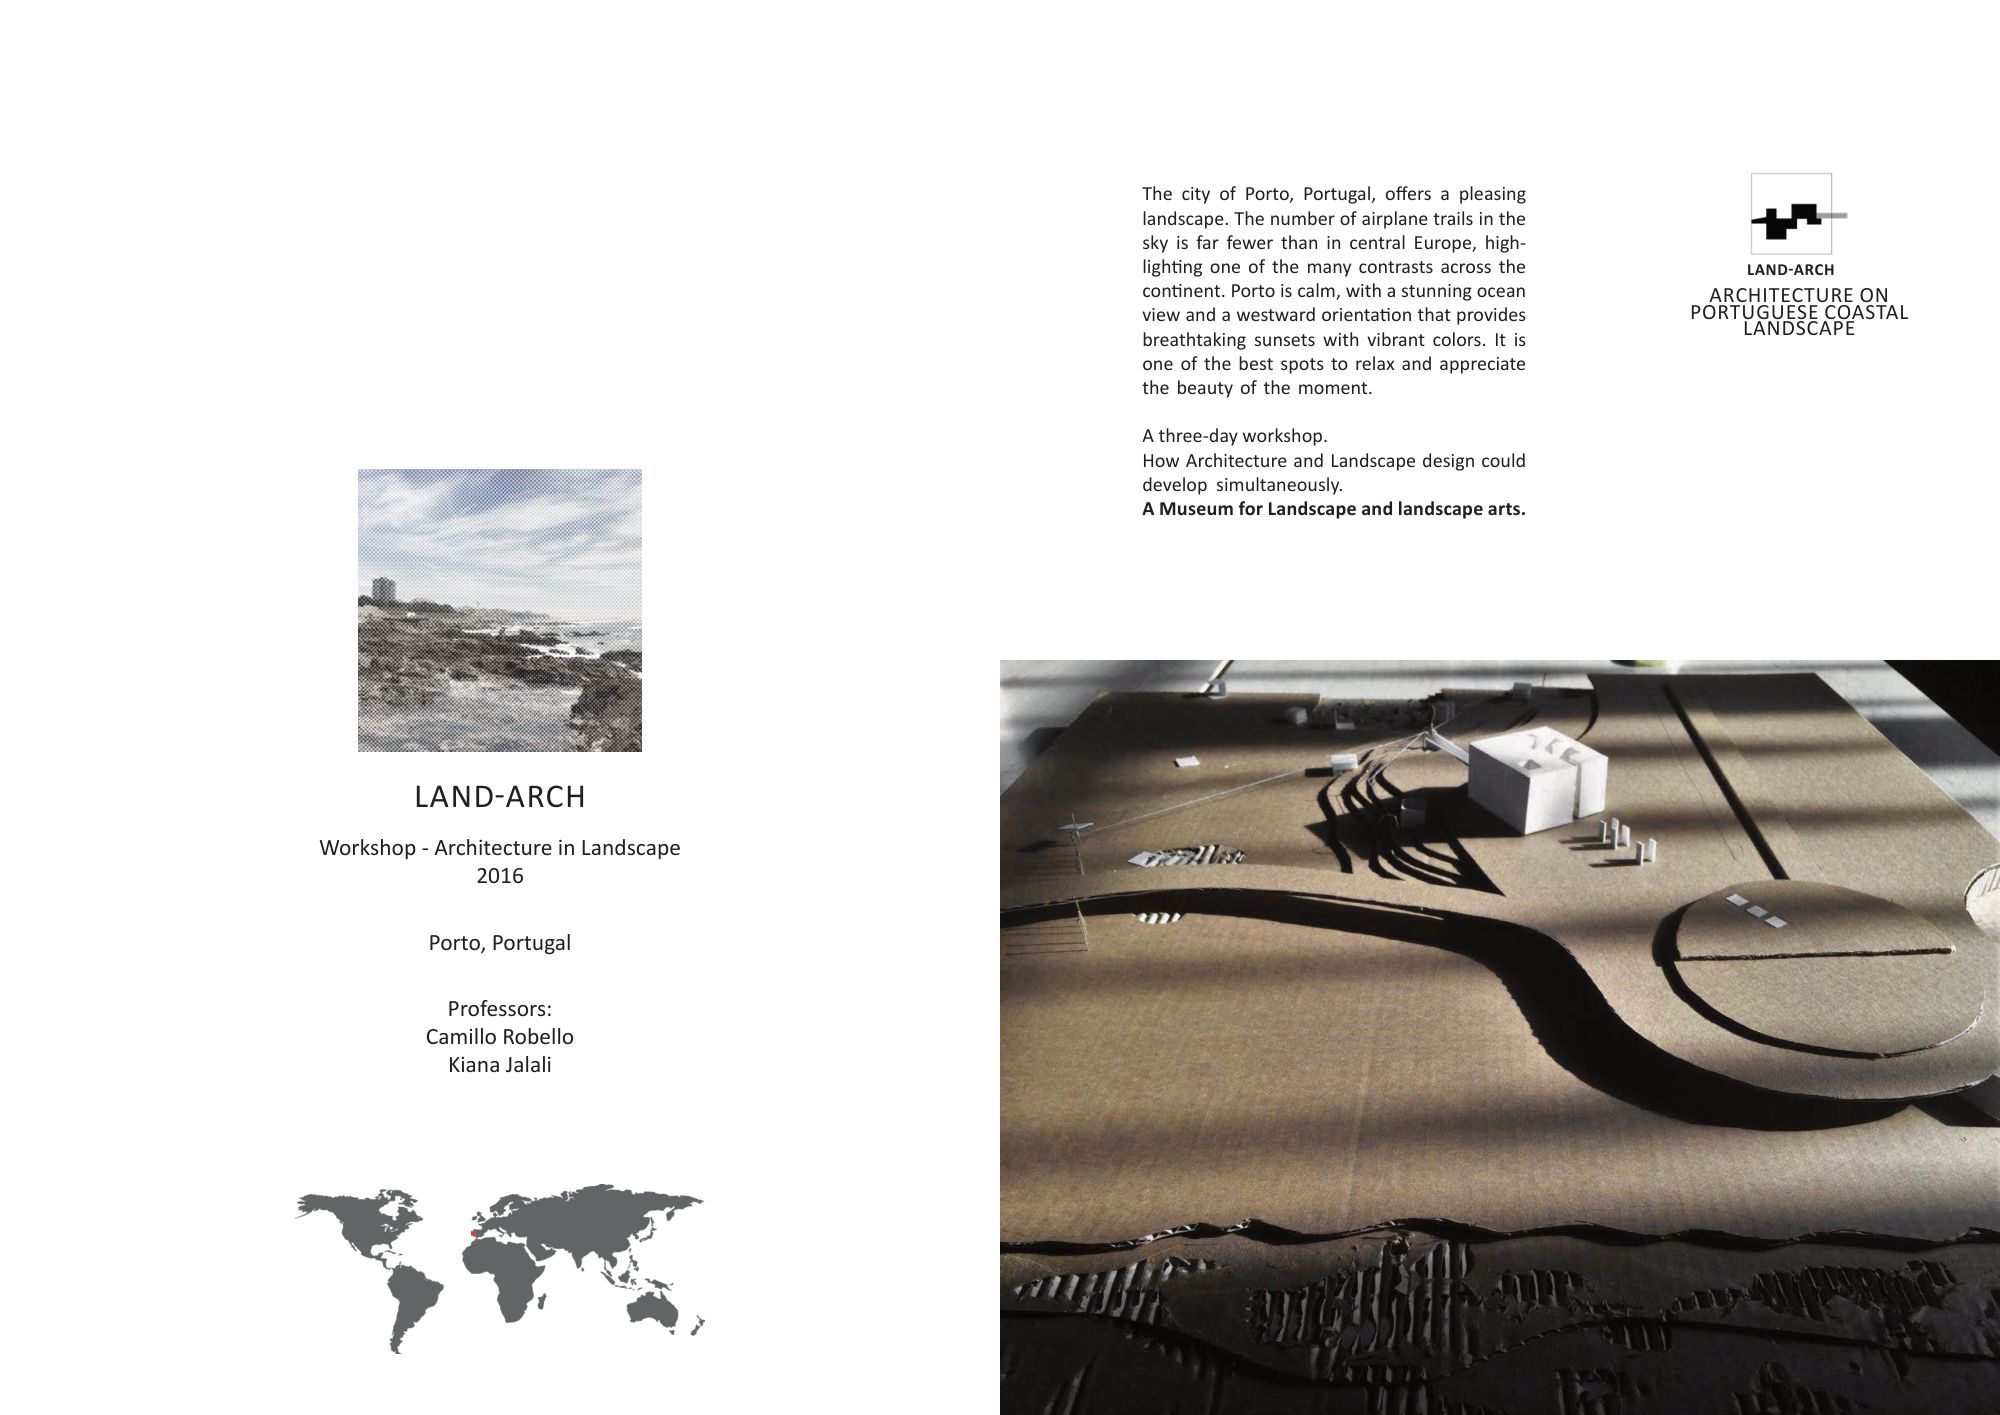 LAND-ARCH
Workshop - Architecture in Landscape
2016
Porto, Portugal
Professors:
Camillo Robello
Kiana Jalali
The city of Porto, Portugal, offers a pleasing
landscape. The number of airplane trails in the
sky is far fewer than in central Europe, high-
lighting one of the many contrasts across the
continent. Porto is calm, with a stunning ocean
view and a westward orientation that provides
breathtaking sunsets with vibrant colors. It is
one of the best spots to relax and appreciate
the beauty of the moment.
A three-day workshop.
How Architecture and Landscape design could
develop simultaneously.
A Museum for Landscape and landscape arts.
LAND-ARCH
ARCHITECTURE ON
PORTUGUESE COASTAL
LANDSCAPE